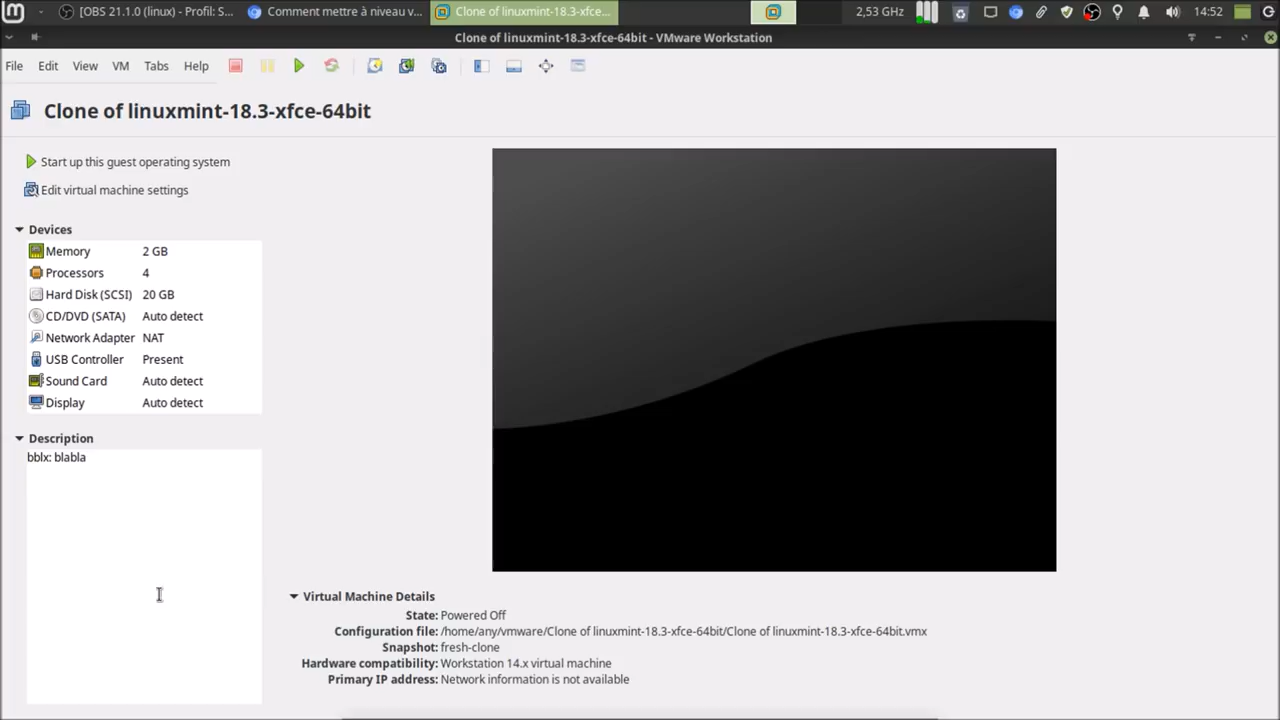 [OBS 21.1.0 (linux) - Profil: S...
Comment mettre à niveau v...
Clone of linuxmint-18.3-xfce...
2,53 GHz
14:52
Clone of linuxmint-18.3-xfce-64bit - VMware Workstation
File Edit View VM Tabs Help
Clone of linuxmint-18.3-xfce-64bit
Start up this guest operating system
Edit virtual machine settings
Devices
Memory 2 GB
Processors 4
Hard Disk (SCSI) 20 GB
CD/DVD (SATA) Auto detect
Network Adapter NAT
USB Controller Present
Sound Card Auto detect
Display Auto detect
Description
bblx: blabla
Virtual Machine Details
State: Powered Off
Configuration file: /home/any/vmware/Clone of linuxmint-18.3-xfce-64bit/Clone of linuxmint-18.3-xfce-64bit.vmx
Snapshot: fresh-clone
Hardware compatibility: Workstation 14.x virtual machine
Primary IP address: Network information is not available